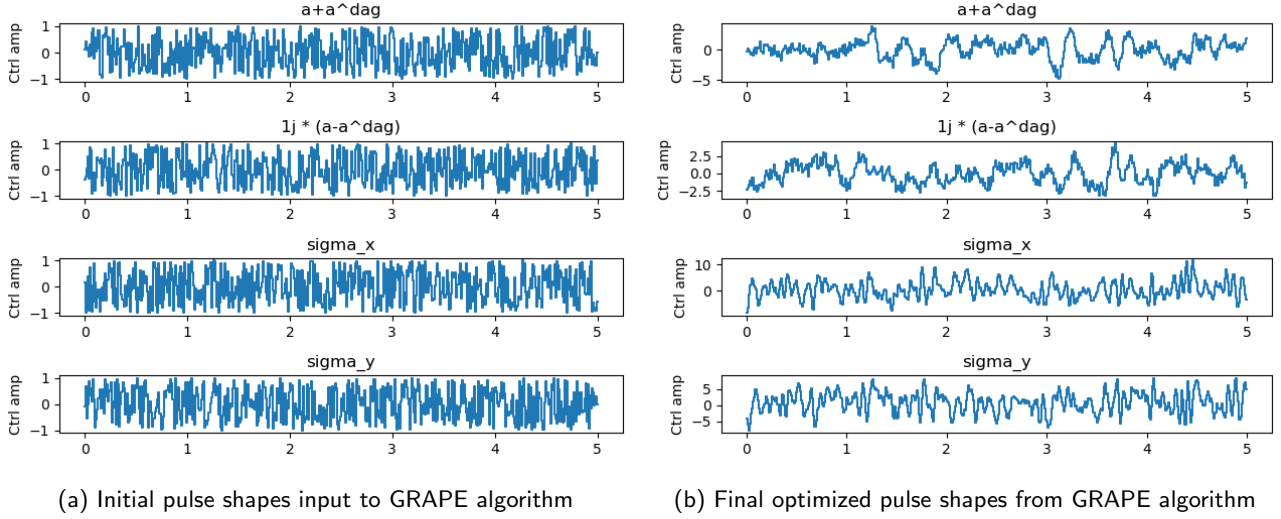 a+a^dag
Ctrl amp
1
0
−1
0 1 2 3 4 5
1j * (a-a^dag)
Ctrl amp
1
0
−1
0 1 2 3 4 5
sigma_x
Ctrl amp
1
0
−1
0 1 2 3 4 5
sigma_y
Ctrl amp
1
0
−1
0 1 2 3 4 5
(a) Initial pulse shapes input to GRAPE algorithm
a+a^dag
Ctrl amp
0
−5
0 1 2 3 4 5
1j * (a-a^dag)
Ctrl amp
2.5
0.0
−2.5
0 1 2 3 4 5
sigma_x
Ctrl amp
10
0
0 1 2 3 4 5
sigma_y
Ctrl amp
5
0
−5
0 1 2 3 4 5
(b) Final optimized pulse shapes from GRAPE algorithm